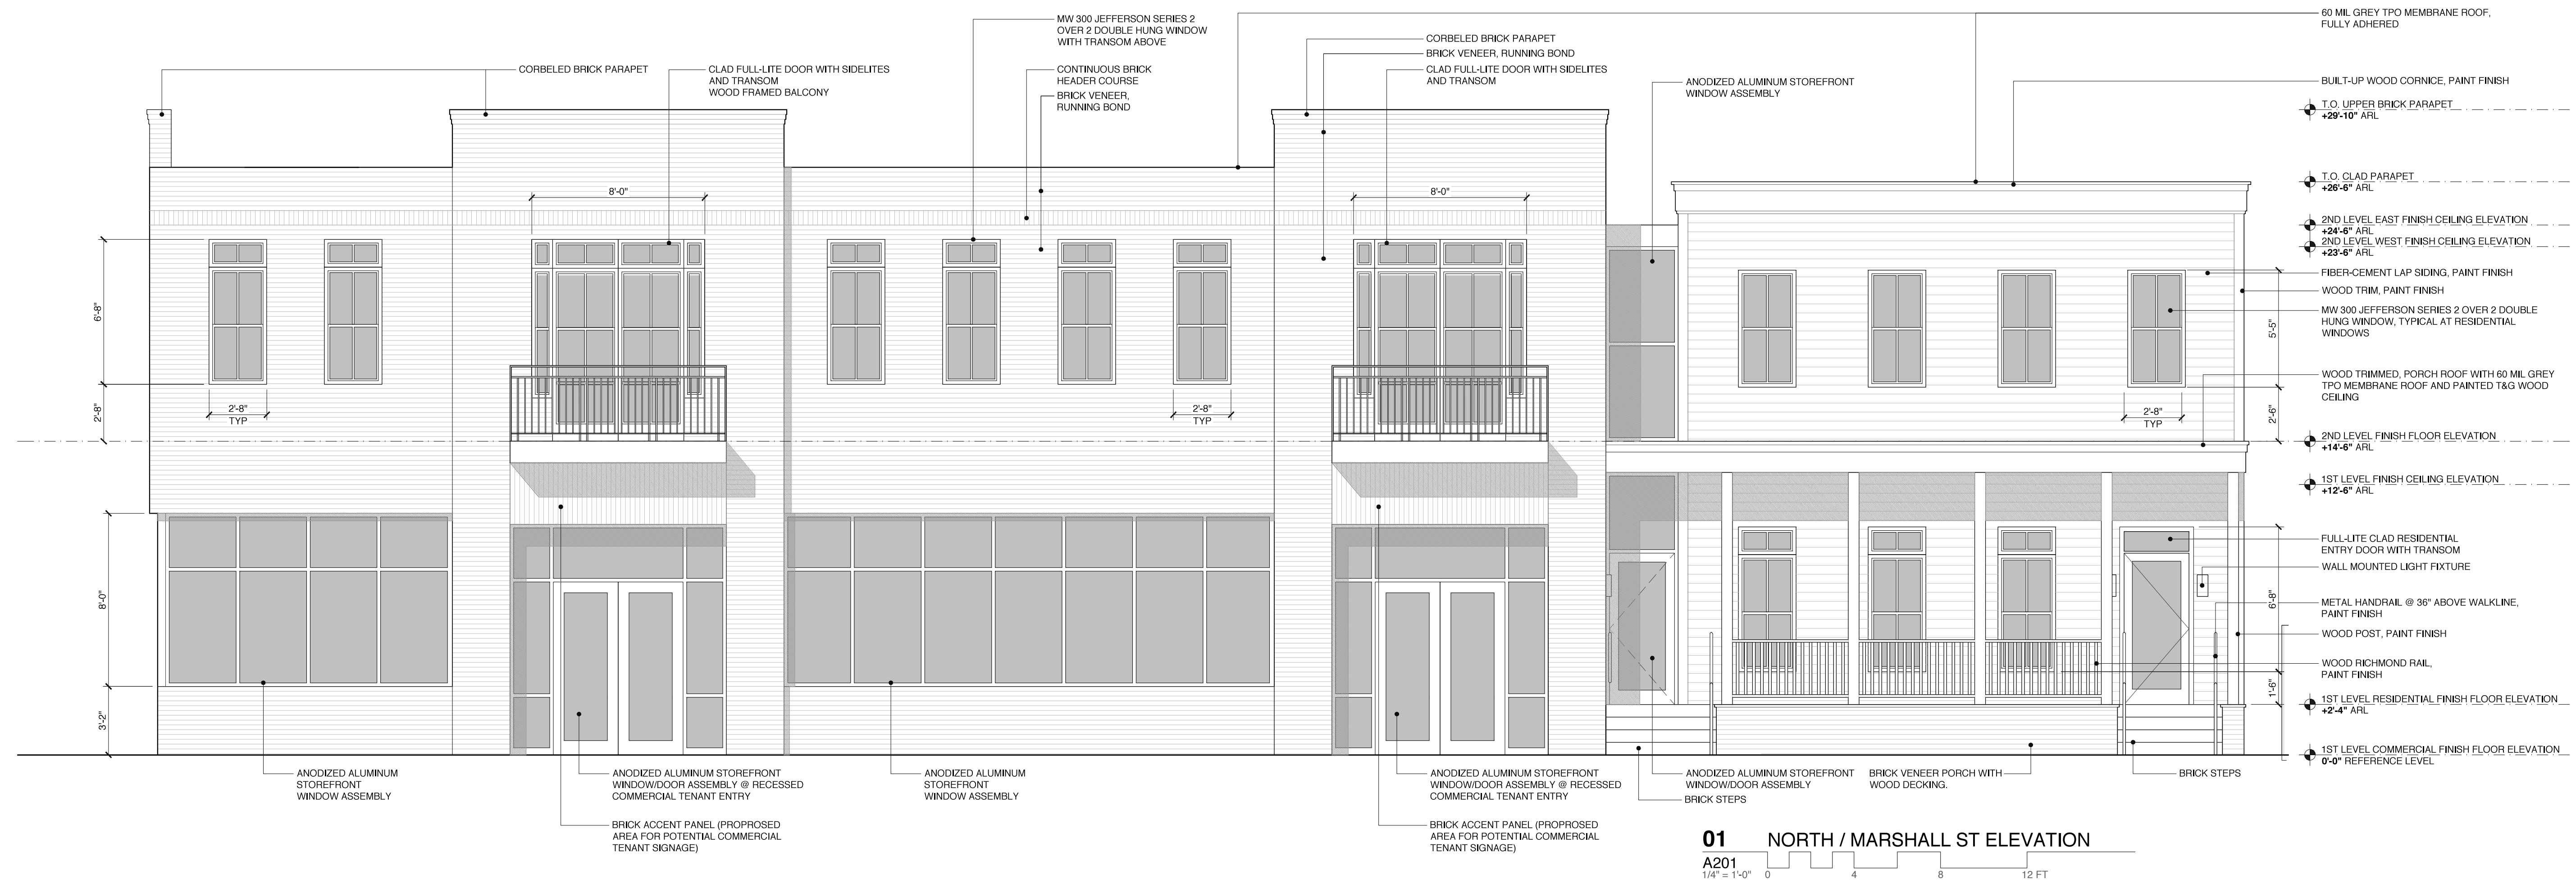 MW 300 JEFFERSON SERIES 2
OVER 2 DOUBLE HUNG WINDOW
WITH TRANSOM ABOVE
60 MIL GREY TPO MEMBRANE ROOF,
FULLY ADHERED
CORBELED BRICK PARAPET
CLAD FULL-LITE DOOR WITH SIDELITES
AND TRANSOM
WOOD FRAMED BALCONY
CONTINUOUS BRICK
HEADER COURSE
BRICK VENEER,
RUNNING BOND
CORBELED BRICK PARAPET
BRICK VENEER, RUNNING BOND
CLAD FULL-LITE DOOR WITH SIDELITES
AND TRANSOM
ANODIZED ALUMINUM STOREFRONT
WINDOW ASSEMBLY
BUILT-UP WOOD CORNICE, PAINT FINISH
T.O. UPPER BRICK PARAPET
+29'-10" ARL
T.O. CLAD PARAPET
+26'-6" ARL
2ND LEVEL EAST FINISH CEILING ELEVATION
+24'-6" ARL
2ND LEVEL WEST FINISH CEILING ELEVATION
+23'-6" ARL
FIBER-CEMENT LAP SIDING, PAINT FINISH
WOOD TRIM, PAINT FINISH
MW 300 JEFFERSON SERIES 2 OVER 2 DOUBLE
HUNG WINDOW, TYPICAL AT RESIDENTIAL
WINDOWS
WOOD TRIMMED, PORCH ROOF WITH 60 MIL GREY
TPO MEMBRANE ROOF AND PAINTED T&G WOOD
CEILING
2ND LEVEL FINISH FLOOR ELEVATION
+14'-6" ARL
1ST LEVEL FINISH CEILING ELEVATION
+12'-6" ARL
FULL-LITE CLAD RESIDENTIAL
ENTRY DOOR WITH TRANSOM
WALL MOUNTED LIGHT FIXTURE
METAL HANDRAIL @ 36" ABOVE WALKLINE,
PAINT FINISH
WOOD POST, PAINT FINISH
WOOD RICHMOND RAIL,
PAINT FINISH
1ST LEVEL RESIDENTIAL FINISH FLOOR ELEVATION
+2'-4" ARL
1ST LEVEL COMMERCIAL FINISH FLOOR ELEVATION
0'-0" REFERENCE LEVEL
8'-0"
8'-0"
6'-8"
2'-8"
8'-0"
3'-2"
2'-8"
TYP
2'-8"
TYP
2'-8"
TYP
5'-5"
2'-6"
6'-8"
1'-6"
ANODIZED ALUMINUM
STOREFRONT
WINDOW ASSEMBLY
ANODIZED ALUMINUM STOREFRONT
WINDOW/DOOR ASSEMBLY @ RECESSED
COMMERCIAL TENANT ENTRY
BRICK ACCENT PANEL (PROPROSED
AREA FOR POTENTIAL COMMERCIAL
TENANT SIGNAGE)
ANODIZED ALUMINUM
STOREFRONT
WINDOW ASSEMBLY
ANODIZED ALUMINUM STOREFRONT
WINDOW/DOOR ASSEMBLY @ RECESSED
COMMERCIAL TENANT ENTRY
BRICK ACCENT PANEL (PROPROSED
AREA FOR POTENTIAL COMMERCIAL
TENANT SIGNAGE)
ANODIZED ALUMINUM STOREFRONT
WINDOW/DOOR ASSEMBLY
BRICK STEPS
BRICK VENEER PORCH WITH
WOOD DECKING.
BRICK STEPS
01 NORTH / MARSHALL ST ELEVATION
A201
1/4" = 1'-0" 0 4 8 12 FT